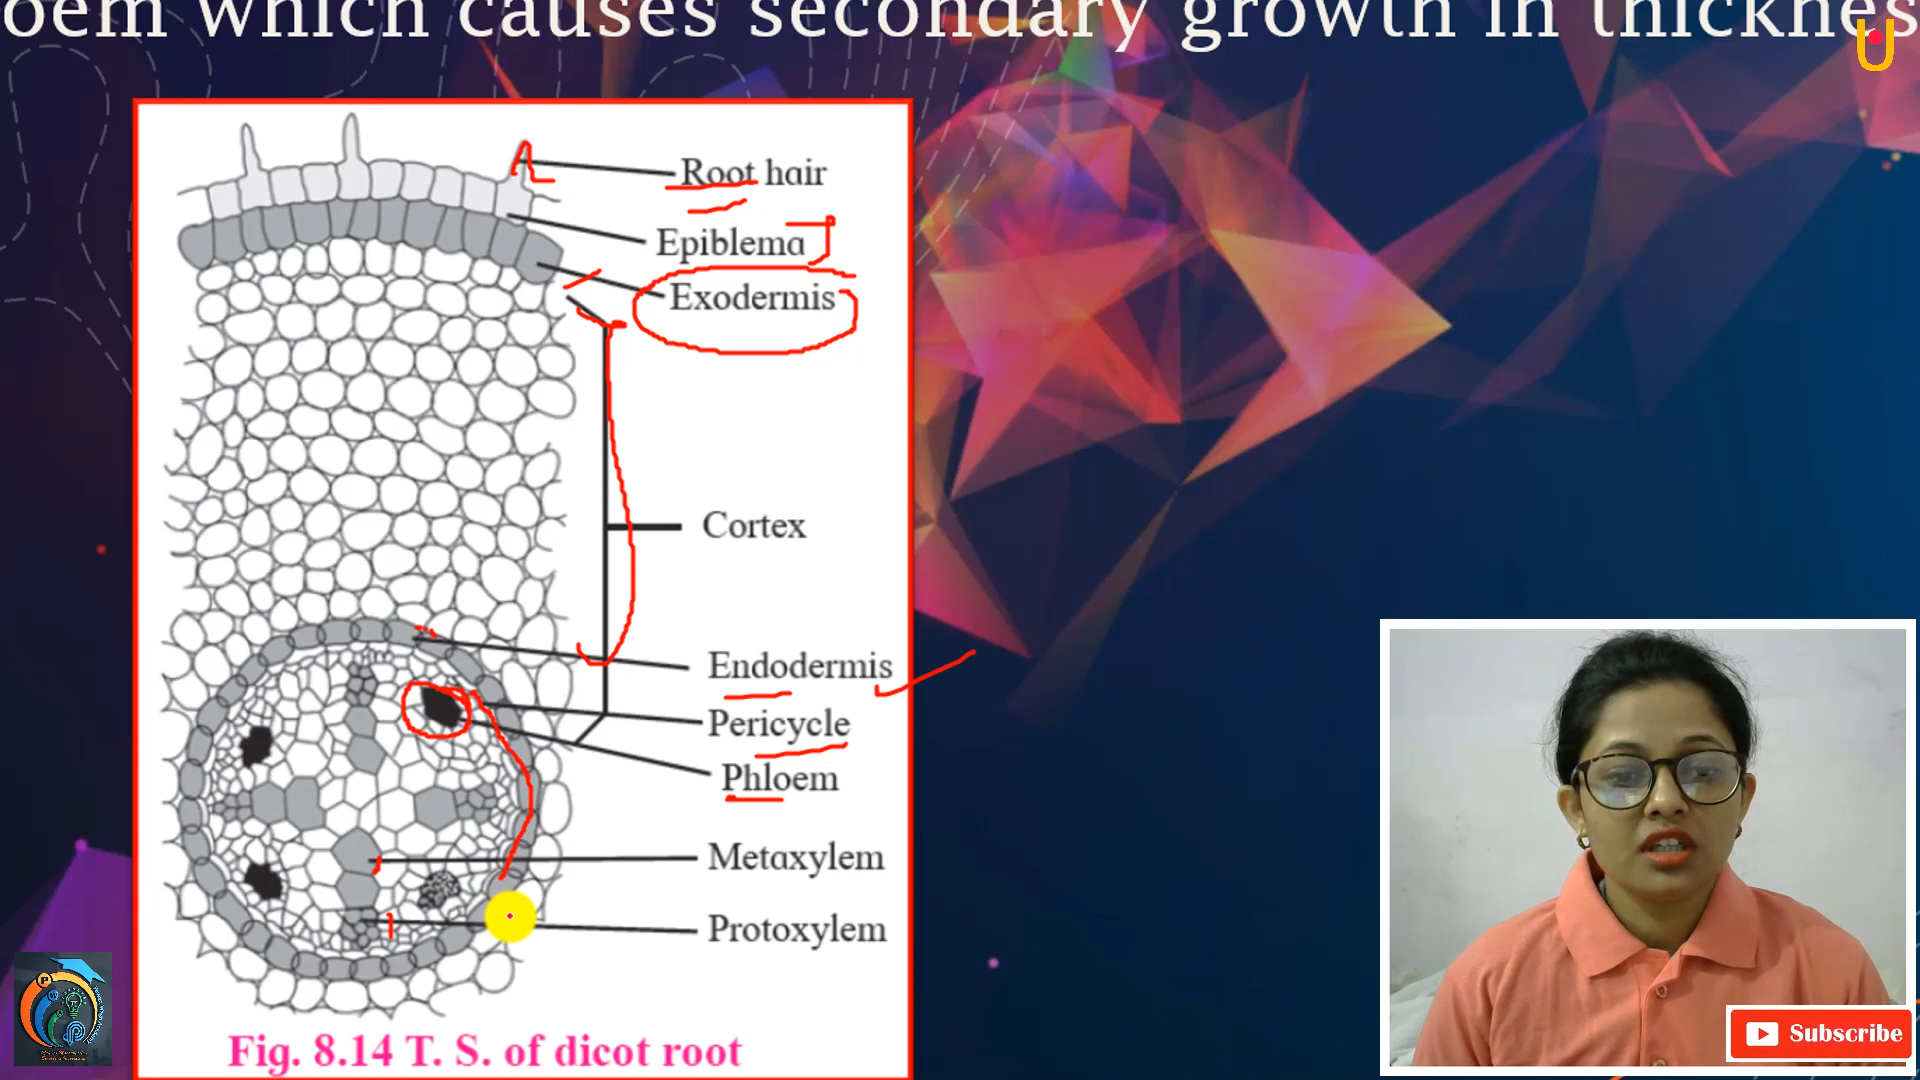 oem which causes secondary growth in thicknes
Root hair
Epiblema
Exodermis
Cortex
Endodermis
Pericycle
Phloem
Metaxylem
Protoxylem
Fig. 8.14 T. S. of dicot root
Subscribe